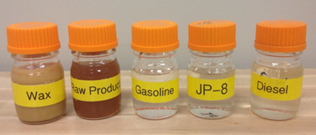 Wax
Raw Product
Gasoline
JP-8
Diesel